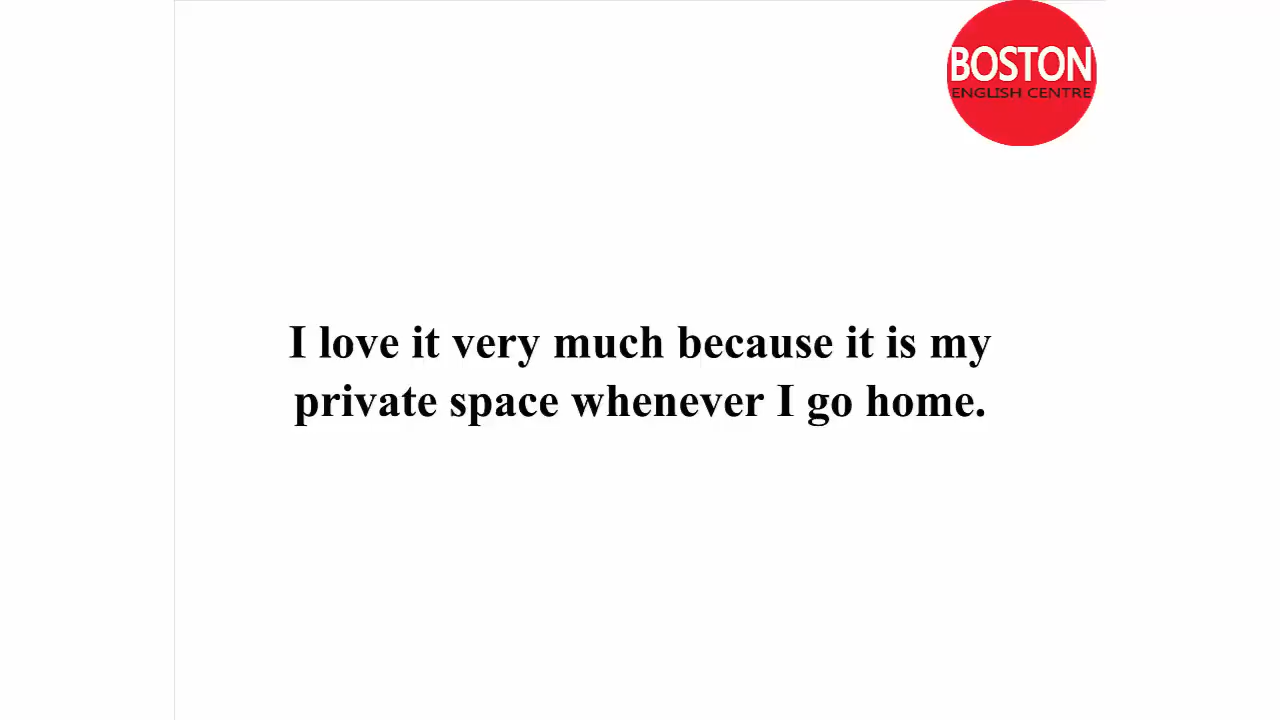 BOSTON
ENGLISH CENTRE
I love it very much because it is my
private space whenever I go home.